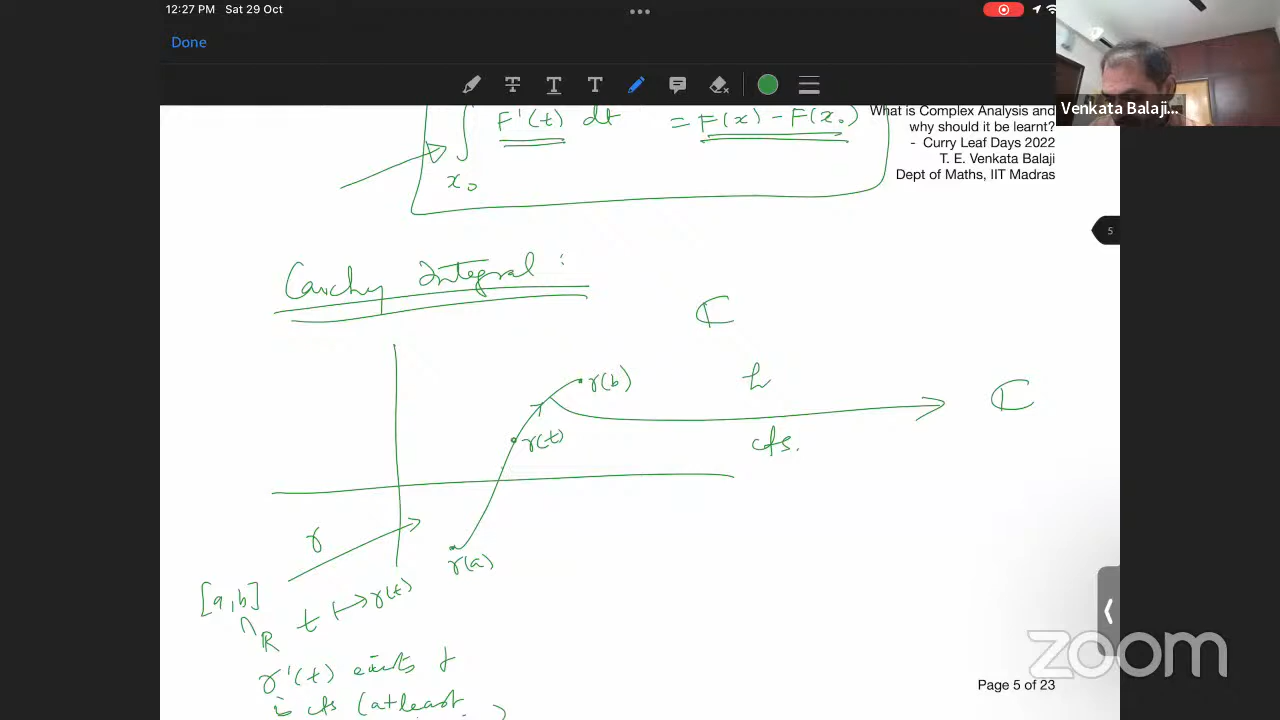 12:27 PM Sat 29 Oct
Done
F'(t) dt = F(x) - F(x₀)
x₀
What is Complex Analysis and
why should it be learnt?
- Curry Leaf Days 2022
T. E. Venkata Balaji
Dept of Maths, IIT Madras
Venkata Balaji...
5
Cauchy Integral :
ℂ
γ(b)
h
ℂ
γ(t)
cts.
γ
γ(a)
[a,b]
∩ ℝ t ↦ γ(t)
γ'(t) exists &
is cts (atleast
zoom
Page 5 of 23